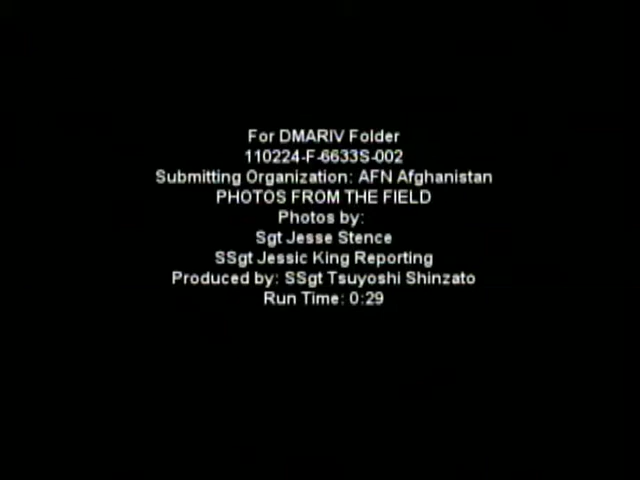 For DMARIV Folder
110224-F-6633S-002
Submitting Organization: AFN Afghanistan
PHOTOS FROM THE FIELD
Photos by:
Sgt Jesse Stence
SSgt Jessic King Reporting
Produced by: SSgt Tsuyoshi Shinzato
Run Time: 0:29